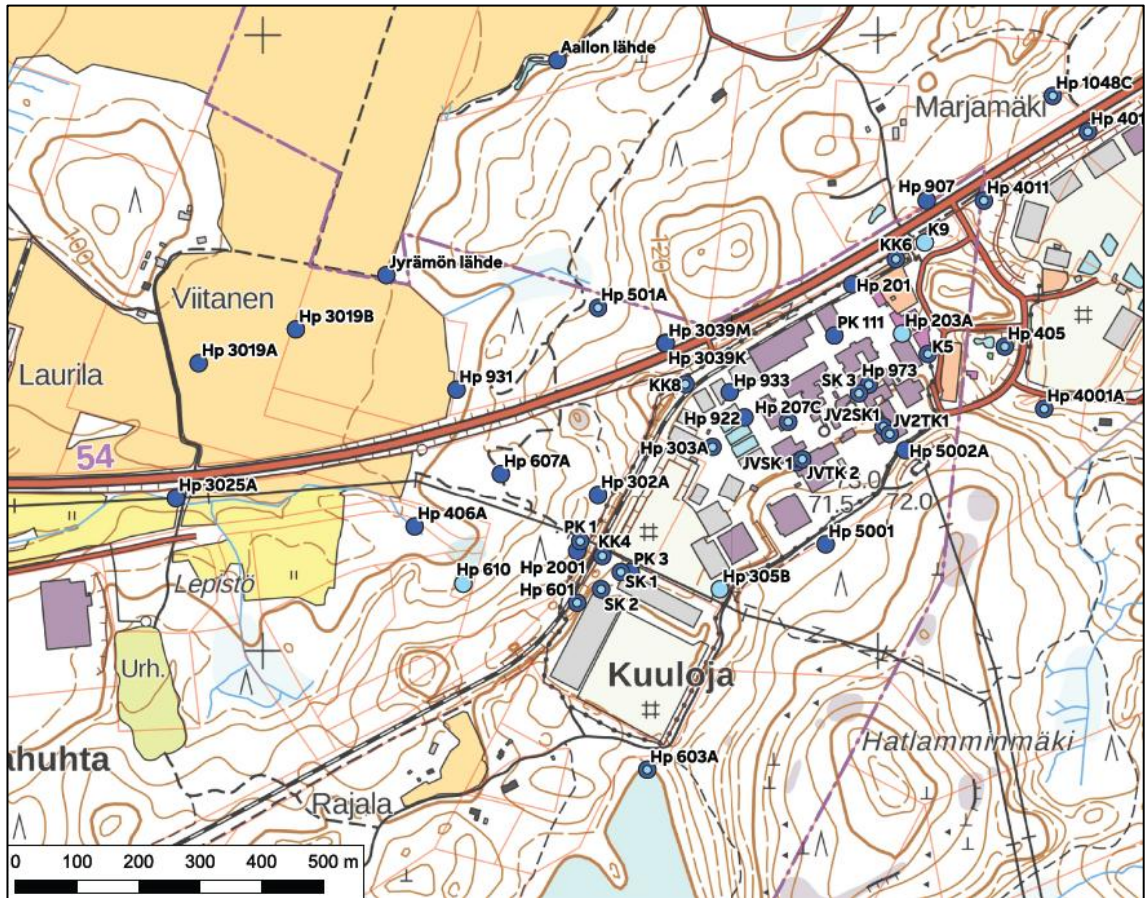 Aallon lähde
Hp 1048C
Marjamäki
Hp 401
Hp 907
Hp 4011
K9
100
120
KK6
Jyrämön lähde
Hp 201
Viitanen
Hp 501A
Hp 3019B
PK 111
Hp 203A
Hp 3039M
Hp 405
Hp 3019A
K5
Hp 3039K
Laurila
Hp 931
KK8
Hp 933
SK 3
Hp 973
Hp 4001A
Hp 922
Hp 207C
JV2SK1
JV2TK1
Hp 303A
54
Hp 5002A
Hp 607A
JVSK 1
JVTK 2
75.0
Hp 3025A
Hp 302A
71.5
72.0
Hp 406A
PK 1
KK4
Hp 5001
Hp 2001
PK 3
Hp 610
Lepistö
SK 1
Hp 305B
Hp 601
SK 2
Urh.
Kuuloja
Hatlamminmäki
ahuhta
Hp 603A
Rajala
0 100 200 300 400 500 m